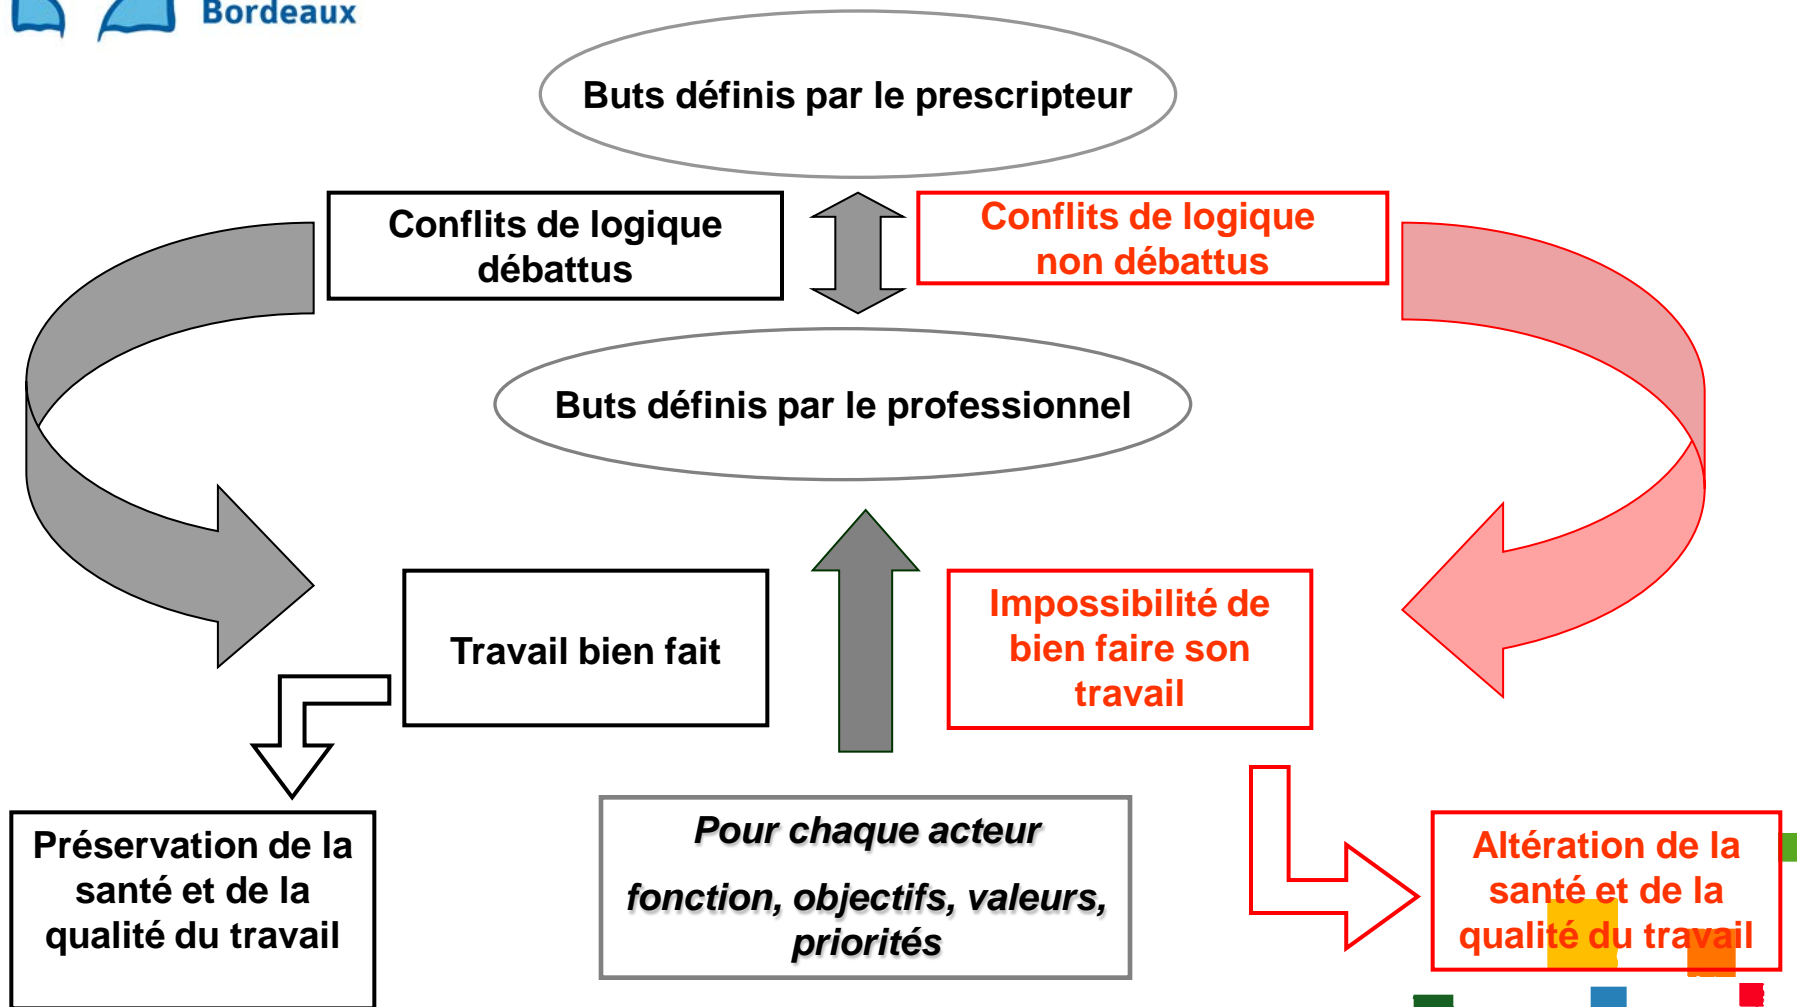 Bordeaux
Buts définis par le prescripteur
Conflits de logique
débattus
Conflits de logique
non débattus
Buts définis par le professionnel
Travail bien fait
Impossibilité de
bien faire son
travail
Préservation de la
santé et de la
qualité du travail
Pour chaque acteur
fonction, objectifs, valeurs,
priorités
Altération de la
santé et de la
qualité du travail